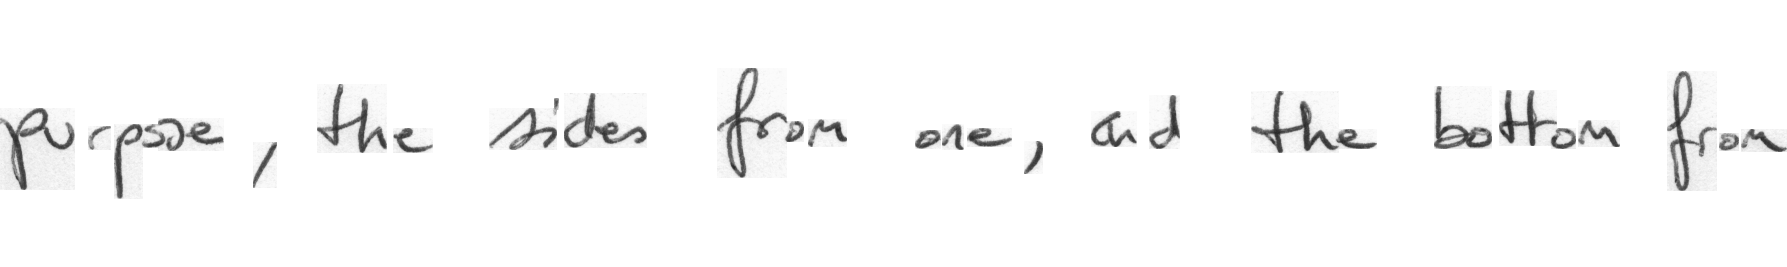 purpose, the sides from one, and the bottom from